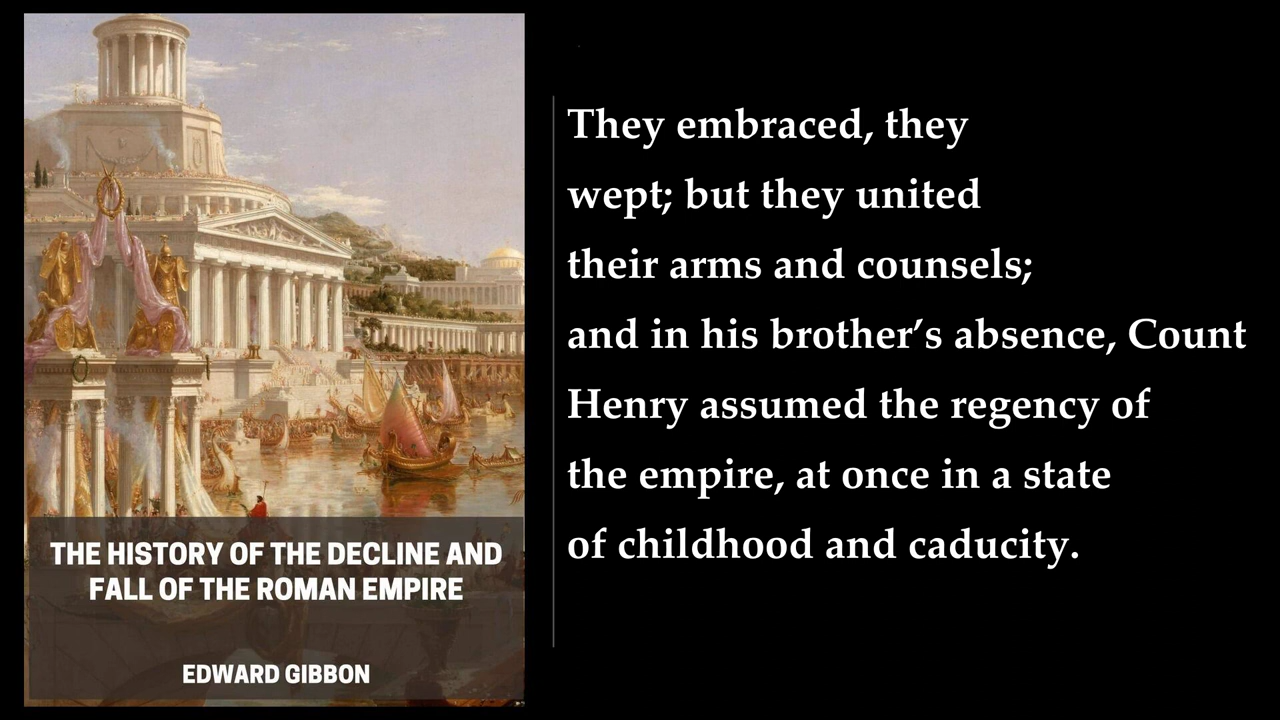 THE HISTORY OF THE DECLINE AND
FALL OF THE ROMAN EMPIRE
EDWARD GIBBON
They embraced, they
wept; but they united
their arms and counsels;
and in his brother’s absence, Count
Henry assumed the regency of
the empire, at once in a state
of childhood and caducity.